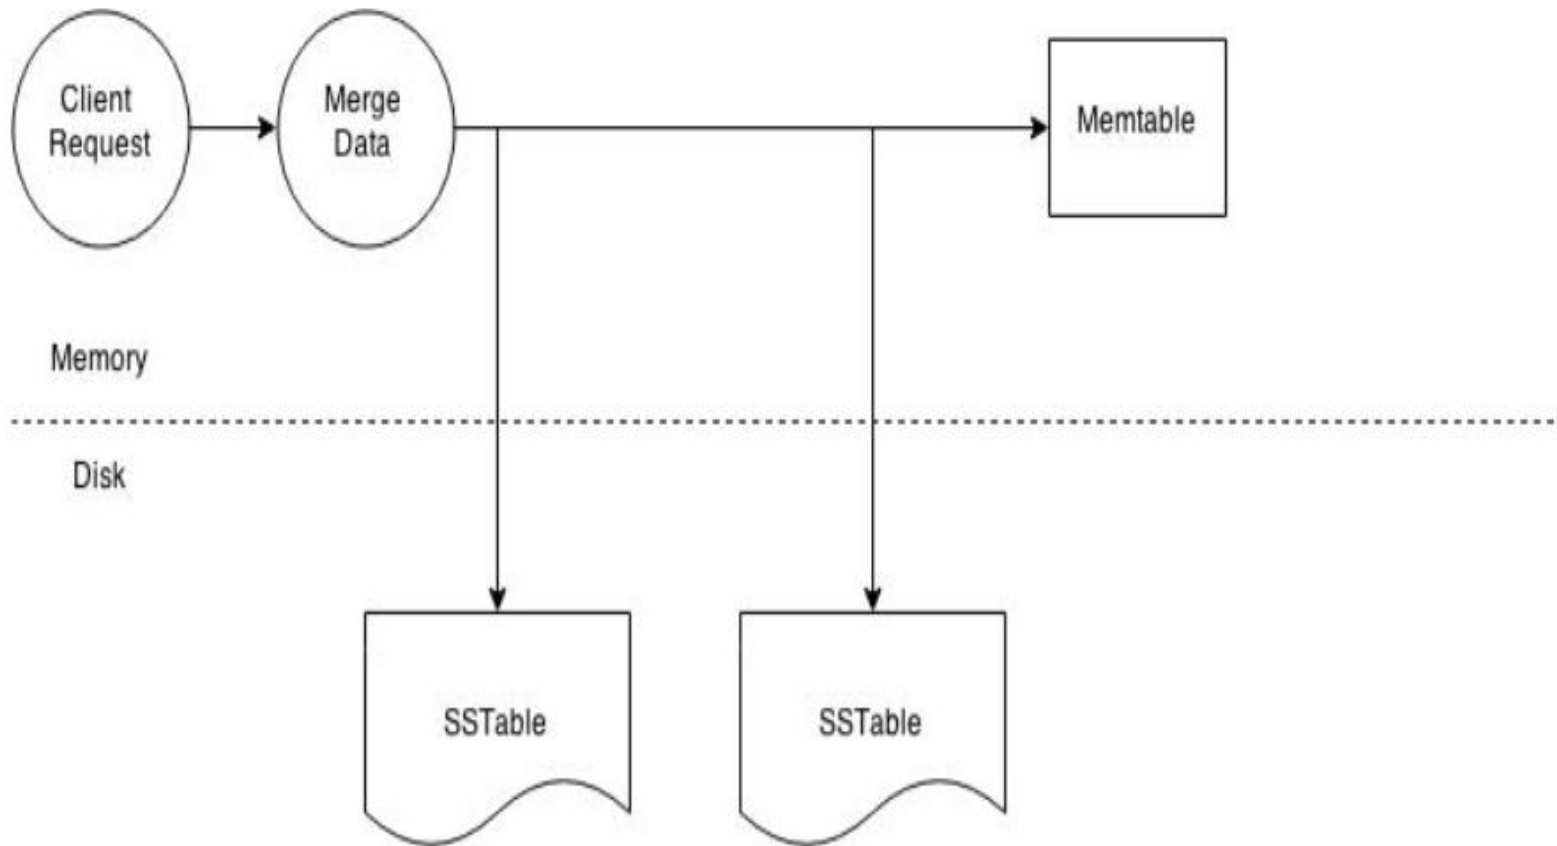 Client
Request
Merge
Data
Memtable
Memory
Disk
SSTable
SSTable